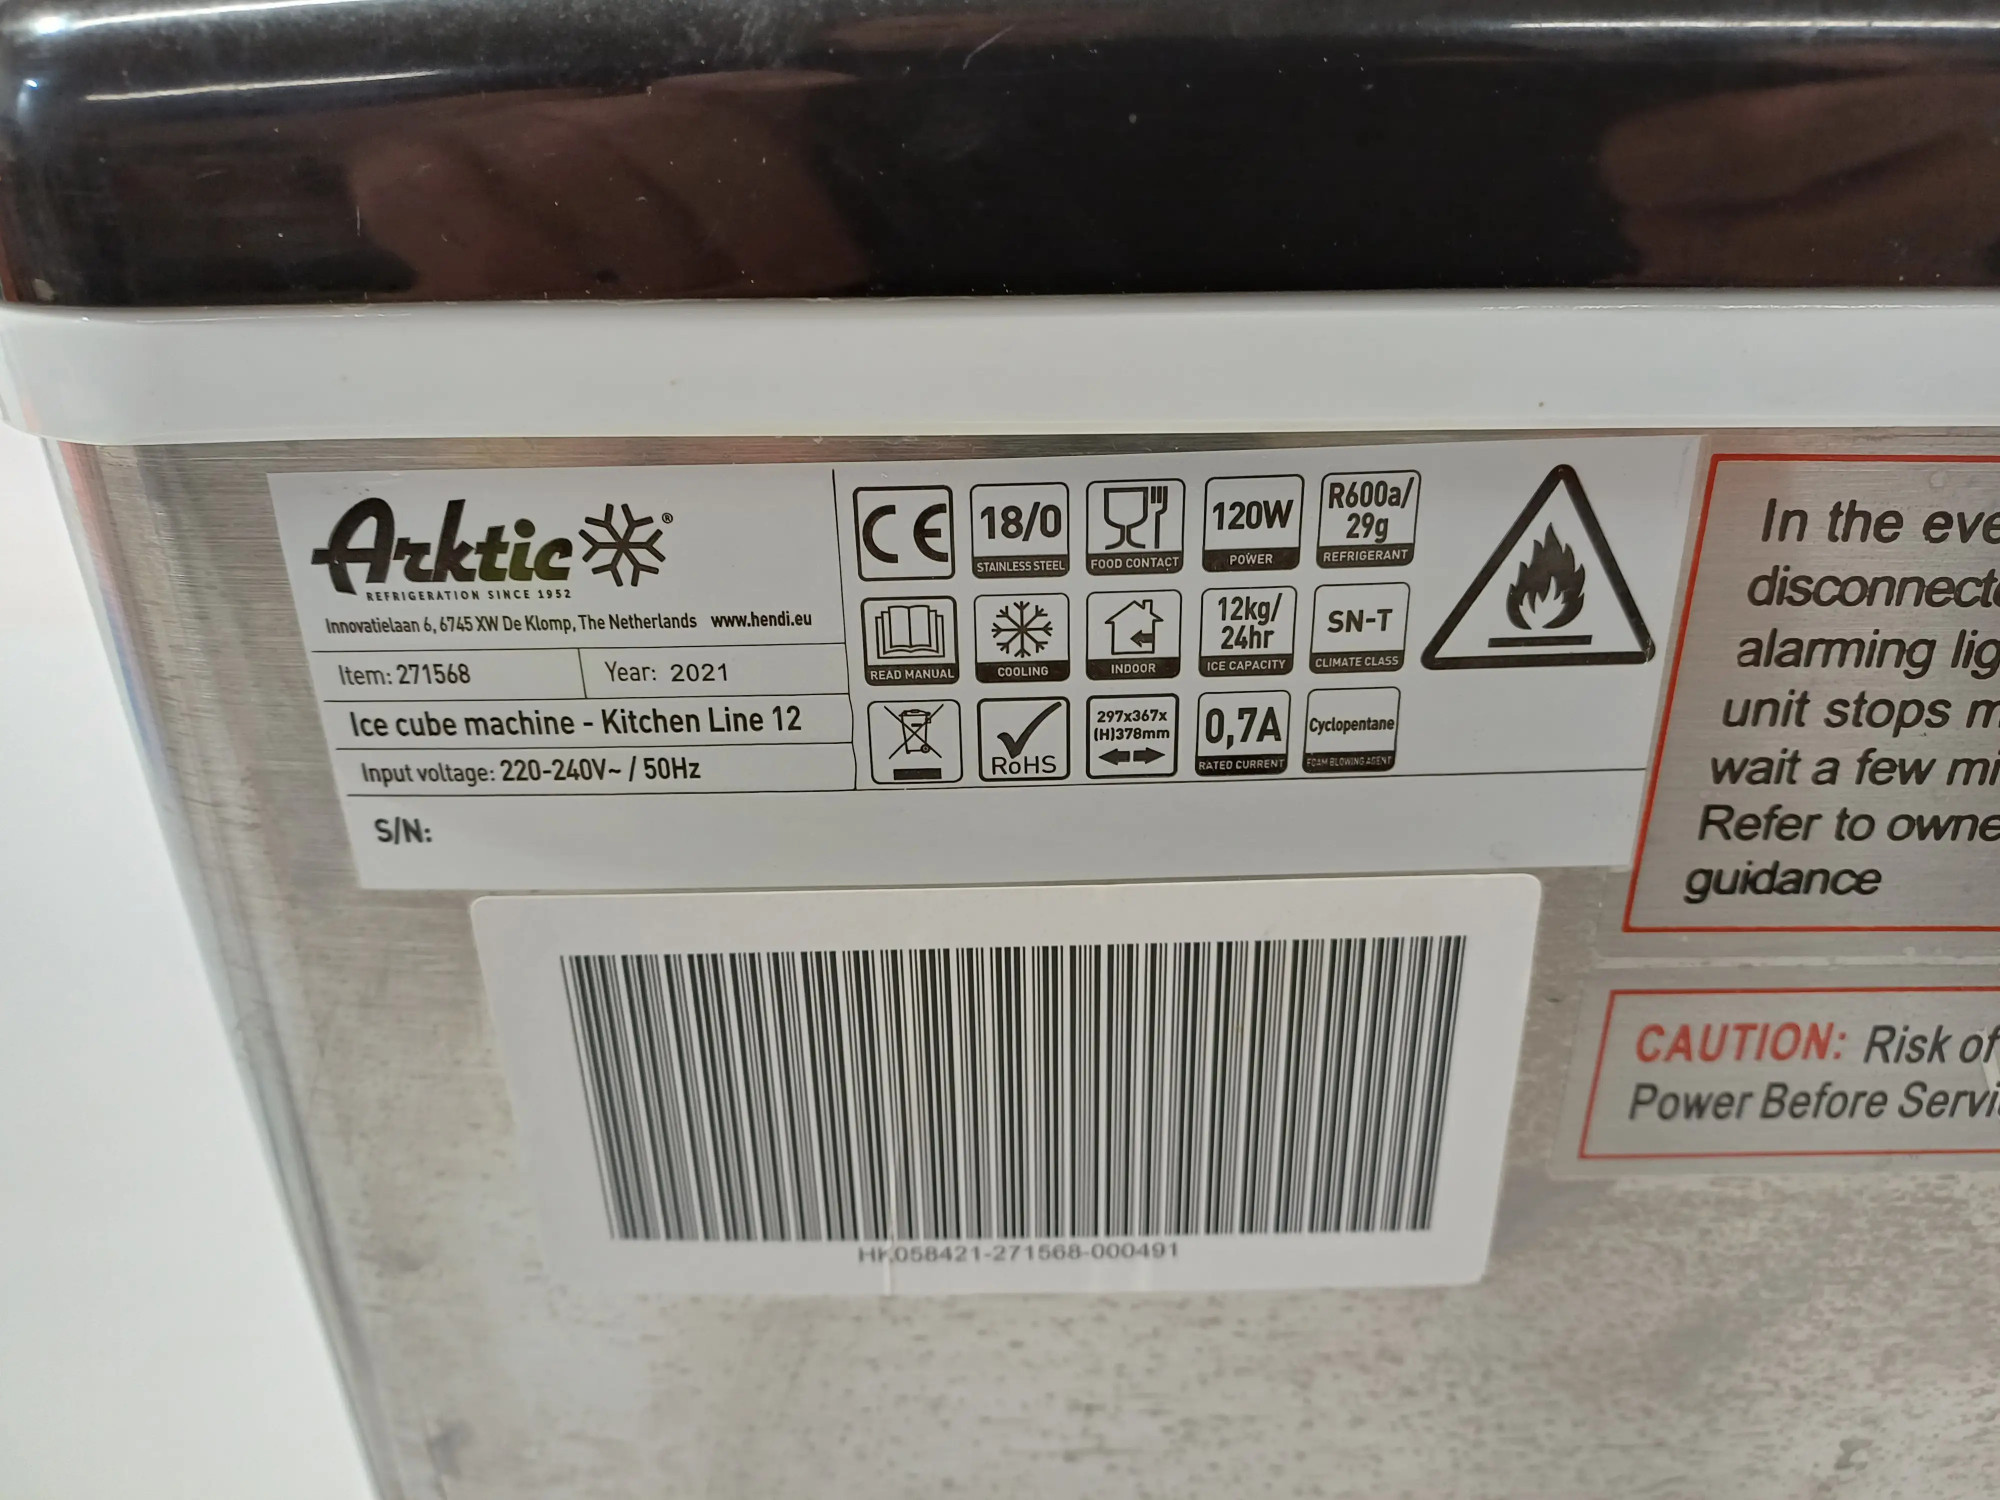 Arktic®
REFRIGERATION SINCE 1952
Innovatielaan 6, 6745 XW De Klomp, The Netherlands www.hendi.eu
Item: 271568 Year: 2021
Ice cube machine - Kitchen Line 12
Input voltage: 220-240V~ / 50Hz
S/N:
CE
18/0
STAINLESS STEEL
FOOD CONTACT
120W
POWER
R600a/
29g
REFRIGERANT
READ MANUAL
COOLING
INDOOR
12kg/
24hr
ICE CAPACITY
SN-T
CLIMATE CLASS
RoHS
297x367x
(H)378mm
0,7A
RATED CURRENT
Cyclopentane
FOAM BLOWING AGENT
HK058421-271568-000491
In the eve
disconnecte
alarming lig
unit stops m
wait a few mi
Refer to owne
guidance
CAUTION: Risk of
Power Before Servi